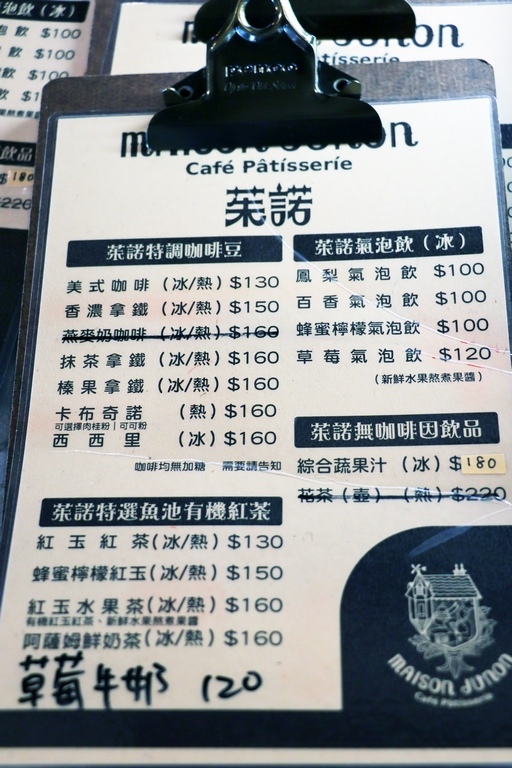 MAISON JUNON
Café Pâtisserie
茱諾
茱諾特調咖啡豆
美式咖啡 (冰/熱) $130
香濃拿鐵 (冰/熱) $150
燕麥奶咖啡 (冰/熱) $160
抹茶拿鐵 (冰/熱) $160
榛果拿鐵 (冰/熱) $160
卡布奇諾 (熱) $160
可選擇肉桂粉|可可粉
西西里 (冰) $160
咖啡均無加糖 需要請告知
茱諾特選魚池有機紅茶
紅玉紅茶(冰/熱) $130
蜂蜜檸檬紅玉(冰/熱) $150
紅玉水果茶(冰/熱) $160
有機紅玉紅茶、新鮮水果熬煮果醬
阿薩姆鮮奶茶(冰/熱) $160
草莓牛奶 120
茱諾氣泡飲（冰）
鳳梨氣泡飲 $100
百香氣泡飲 $100
蜂蜜檸檬氣泡飲 $100
草莓氣泡飲 $120
（新鮮水果熬煮果醬）
茱諾無咖啡因飲品
綜合蔬果汁 (冰) $180
花茶（壺）(熱) $220
MAISON JUNON
Café Pâtisserie